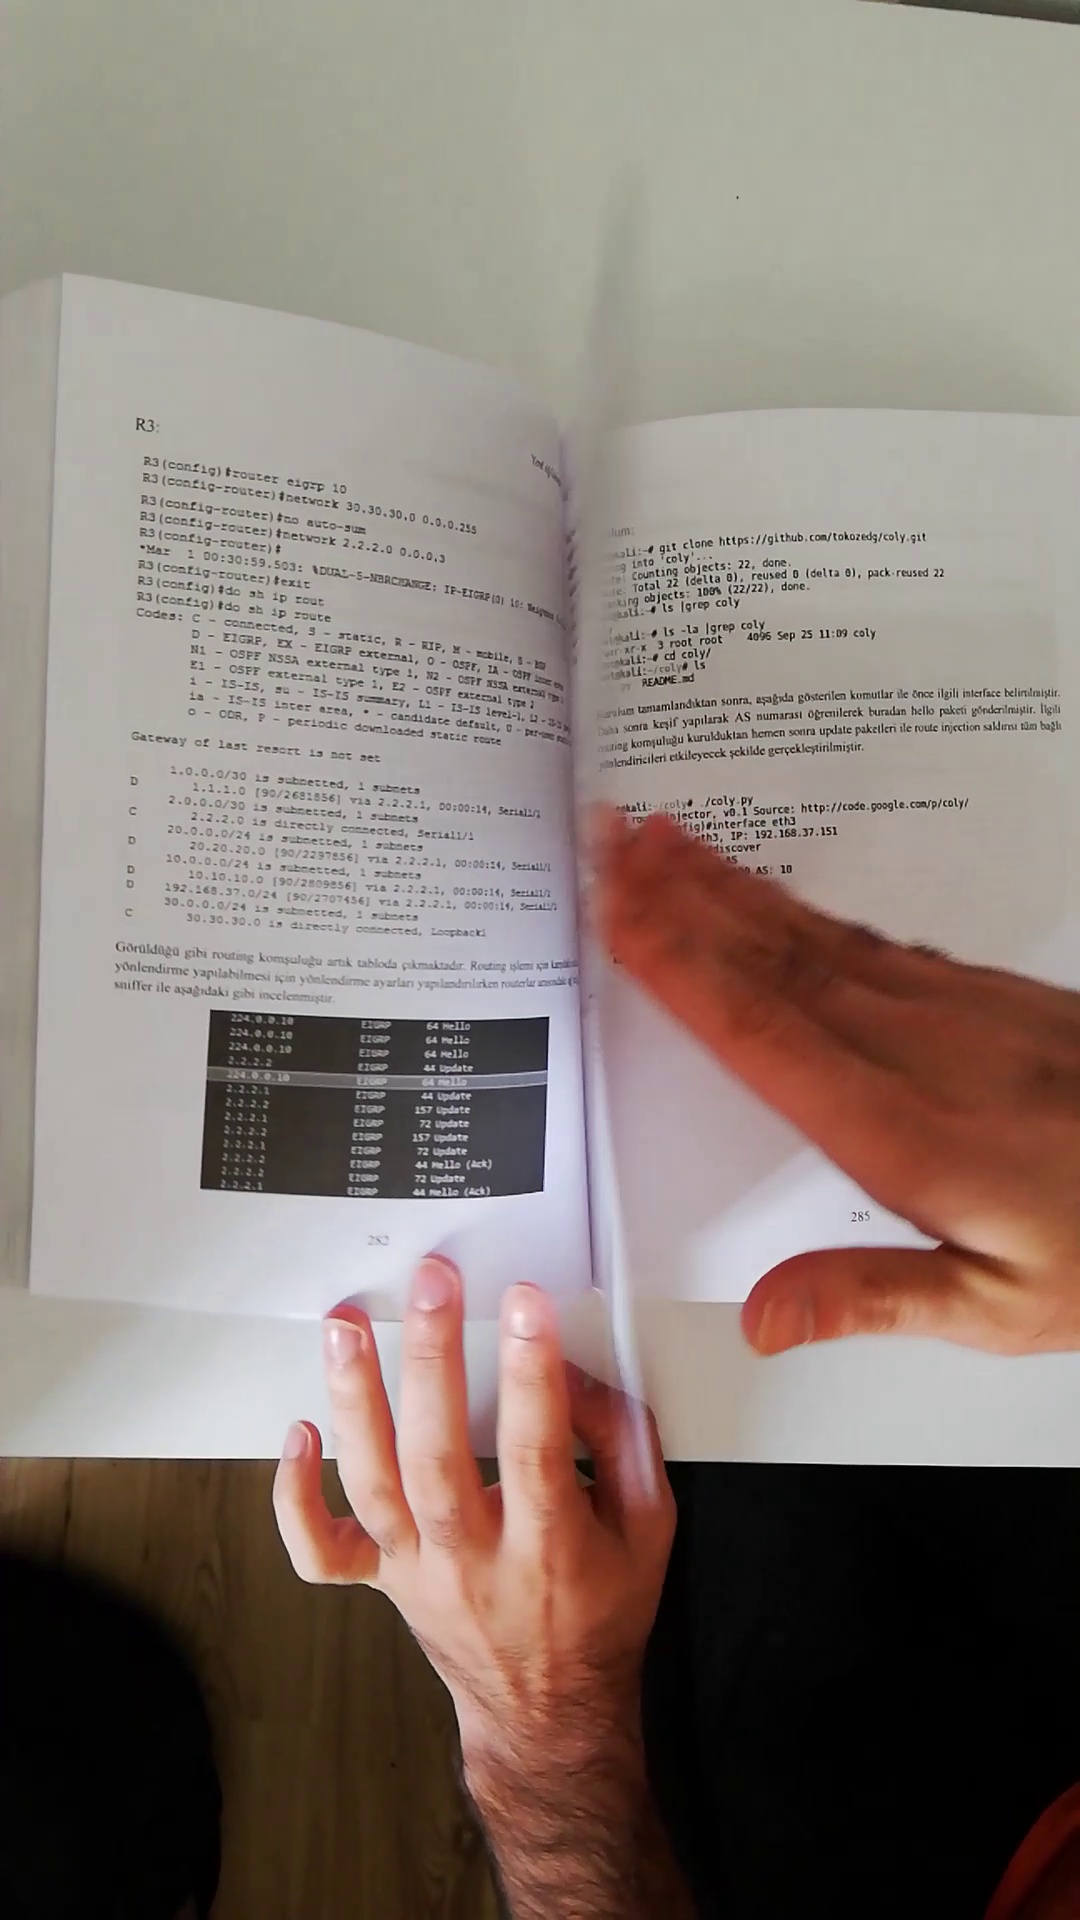 R3:
R3(config)#router eigrp 10
R3(config-router)#network 30.30.30.0 0.0.0.255
R3(config-router)#no auto-sum
R3(config-router)#network 2.2.2.0 0.0.0.3
R3(config-router)#
*Mar 1 00:30:59.503: %DUAL-5-NBRCHANGE: IP-EIGRP(0) 10:
R3(config-router)#exit
R3(config)#do sh ip rout
R3(config)#do sh ip route
Codes: C - connected, S - static, R - RIP, M - mobile, B - BGP
D - EIGRP, EX - EIGRP external, O - OSPF, IA - OSPF inter area
N1 - OSPF NSSA external type 1, N2 - OSPF NSSA external type
E1 - OSPF external type 1, E2 - OSPF external type 2
i - IS-IS, su - IS-IS summary, L1 - IS-IS level-1, L2 -
ia - IS-IS inter area, * - candidate default, U -
o - ODR, P - periodic downloaded static route
Gateway of last resort is not set
1.0.0.0/30 is subnetted, 1 subnets
D 1.1.1.0 [90/2681856] via 2.2.2.1, 00:00:14, Serial1/1
2.0.0.0/30 is subnetted, 1 subnets
C 2.2.2.0 is directly connected, Serial1/1
20.0.0.0/24 is subnetted, 1 subnets
D 20.20.20.0 [90/2297856] via 2.2.2.1, 00:00:14, Serial1/1
10.0.0.0/24 is subnetted, 1 subnets
D 10.10.10.0 [90/2809856] via 2.2.2.1, 00:00:14, Serial1/1
D 192.168.37.0/24 [90/2707456] via 2.2.2.1, 00:00:14, Serial1/1
30.0.0.0/24 is subnetted, 1 subnets
C 30.30.30.0 is directly connected, Loopback1
Görüldüğü gibi routing komşuluğu artık tabloda çıkmaktadır. Routing işlemi için
yönlendirme yapılabilmesi için yönlendirme ayarları yapılandırılırken routerlar
sniffer ile aşağıdaki gibi incelenmiştir.
224.0.0.10 EIGRP 64 Hello
224.0.0.10 EIGRP 64 Hello
224.0.0.10 EIGRP 64 Hello
2.2.2.2 EIGRP 44 Update
224.0.0.10 EIGRP 64 Hello
2.2.2.1 EIGRP 44 Update
2.2.2.2 EIGRP 157 Update
2.2.2.1 EIGRP 72 Update
2.2.2.2 EIGRP 157 Update
2.2.2.1 EIGRP 72 Update
2.2.2.2 EIGRP 44 Hello (Ack)
2.2.2.2 EIGRP 72 Update
2.2.2.1 EIGRP 44 Hello (Ack)
282
kali:~# git clone https://github.com/tokozedg/coly.git
into 'coly'...
Counting objects: 22, done.
Total 22 (delta 0), reused 0 (delta 0), pack-reused 22
objects: 100% (22/22), done.
kali:~# ls |grep coly
kali:~# ls -la |grep coly
3 root root 4096 Sep 25 11:09 coly
kali:~# cd coly/
kali:~/coly# ls
README.md
tamamlandıktan sonra, aşağıda gösterilen komutlar ile önce ilgili interface belirtilmiştir.
sonra keşif yapılarak AS numarası öğrenilerek buradan hello paketi gönderilmiştir. İlgili
routing komşuluğu kurulduktan hemen sonra update paketleri ile route injection saldırısı tüm bağlı
yönlendiricileri etkileyecek şekilde gerçekleştirilmiştir.
kali:~/coly# ./coly.py
injector, v0.1 Source: http://code.google.com/p/coly/
#interface eth3
eth3, IP: 192.168.37.151
discover
AS
AS: 10
285